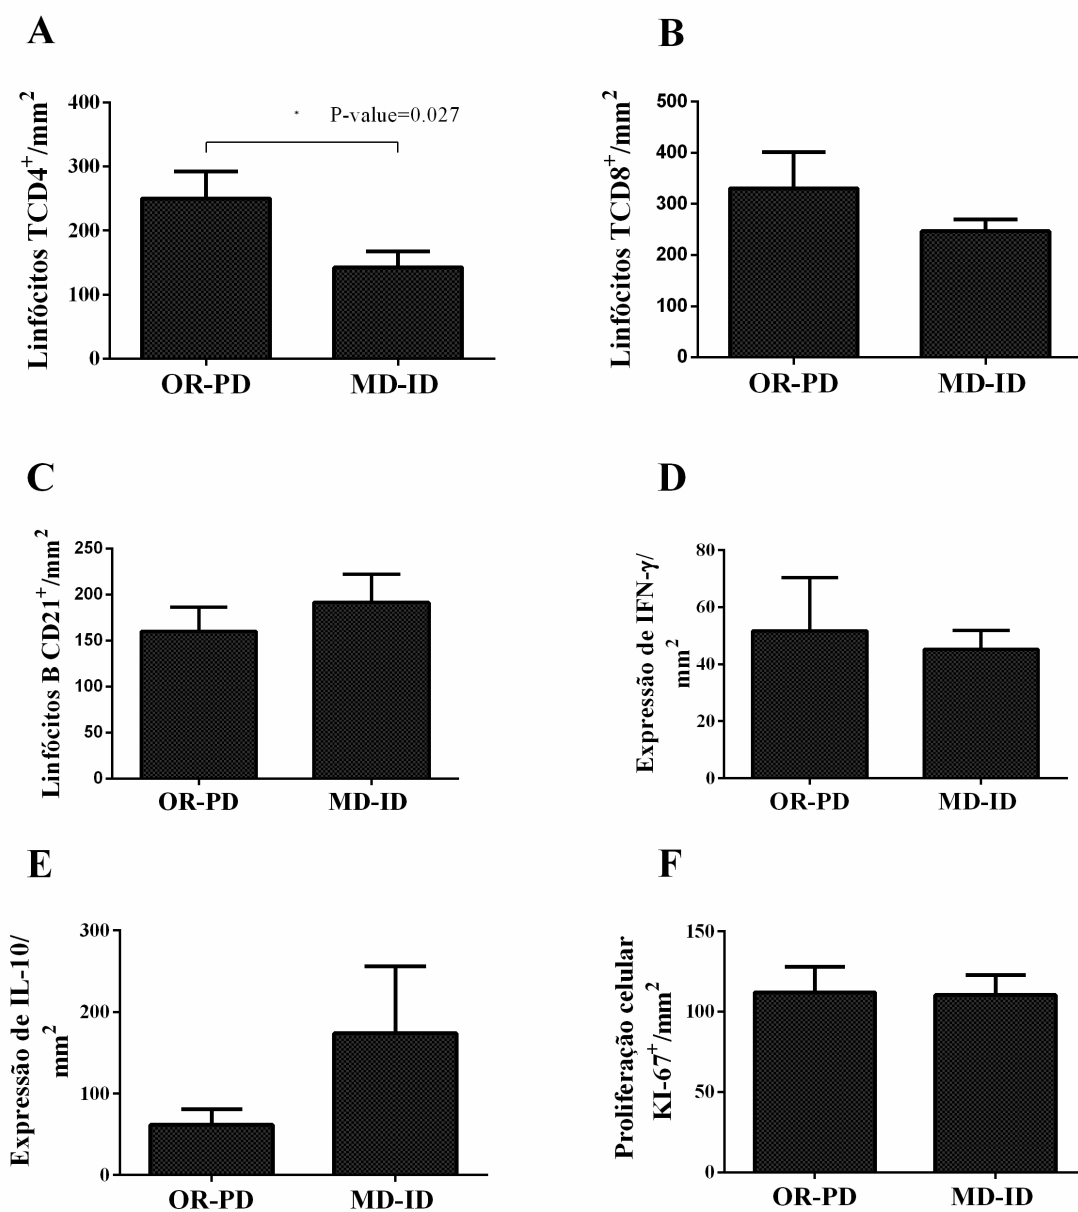 A
Linfócitos TCD4⁺/mm²
400
300
200
100
0
* P-value=0.027
OR-PD MD-ID
B
Linfócitos TCD8⁺/mm²
500
400
300
200
100
0
OR-PD MD-ID
C
Linfócitos B CD21⁺/mm²
250
200
150
100
50
0
OR-PD MD-ID
D
Expressão de IFN-γ/
mm²
80
60
40
20
0
OR-PD MD-ID
E
Expressão de IL-10/
mm²
300
200
100
0
OR-PD MD-ID
F
Proliferação celular
KI-67⁺/mm²
150
100
50
0
OR-PD MD-ID